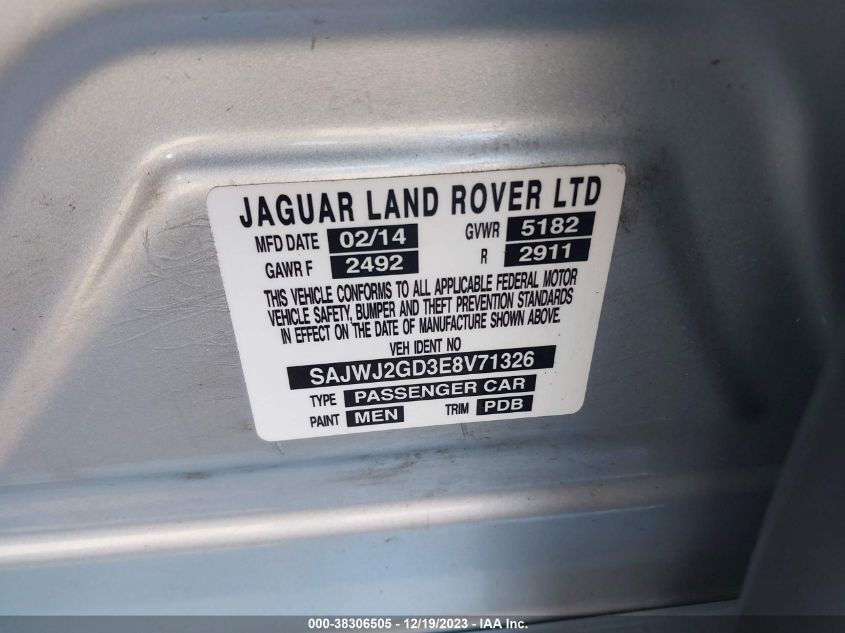 JAGUAR LAND ROVER LTD
MFD DATE 02/14 GVWR 5182
GAWR F 2492 R 2911
THIS VEHICLE CONFORMS TO ALL APPLICABLE FEDERAL MOTOR
VEHICLE SAFETY, BUMPER AND THEFT PREVENTION STANDARDS
IN EFFECT ON THE DATE OF MANUFACTURE SHOWN ABOVE.
VEH IDENT NO
SAJWJ2GD3E8V71326
TYPE PASSENGER CAR
PAINT MEN TRIM PDB
000-38306505 - 12/19/2023 - IAA Inc.